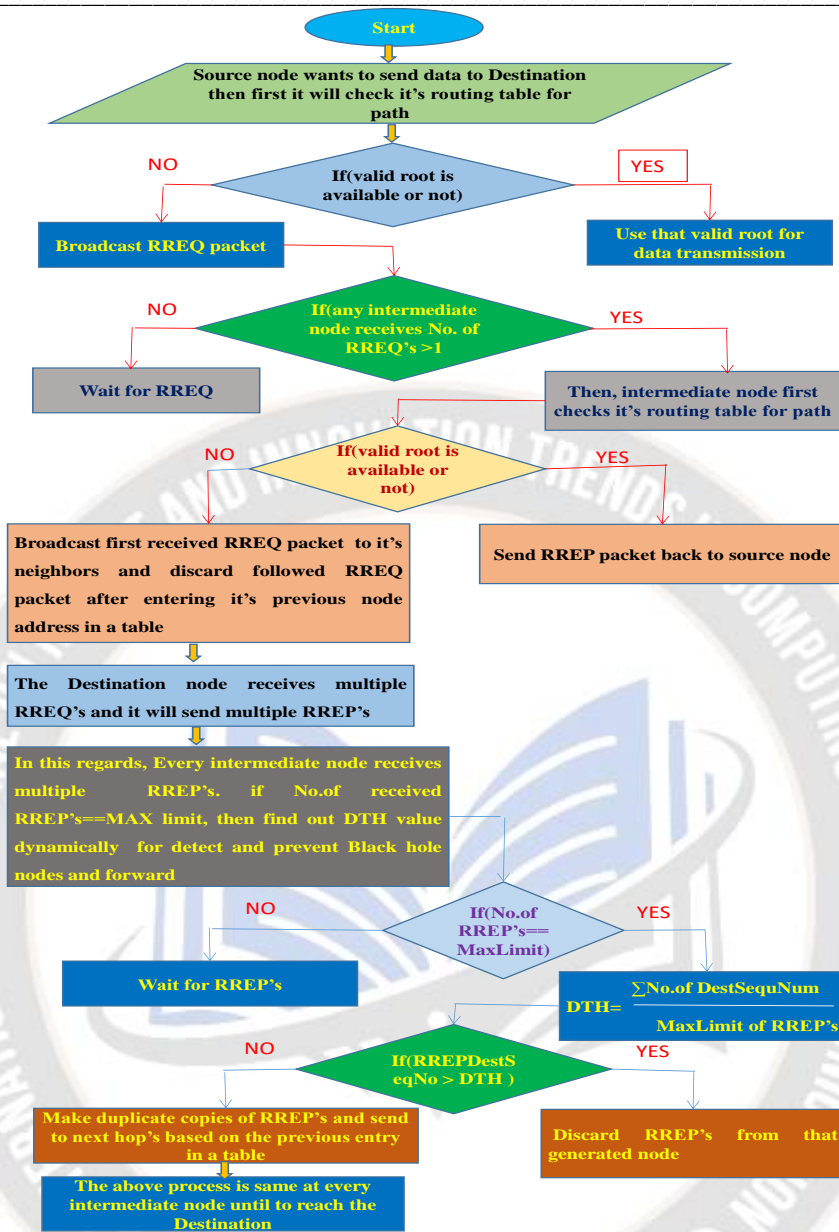 Start
Source node wants to send data to Destination
then first it will check it's routing table for
path
NO
If(valid root is
available or not)
YES
Broadcast RREQ packet
Use that valid root for
data transmission
NO
If(any intermediate
node receives No. of
RREQ's >1
YES
Wait for RREQ
Then, intermediate node first
checks it's routing table for path
NO
If(valid root is
available or
not)
YES
Broadcast first received RREQ packet to it's
neighbors and discard followed RREQ
packet after entering it's previous node
address in a table
Send RREP packet back to source node
The Destination node receives multiple
RREQ's and it will send multiple RREP's
In this regards, Every intermediate node receives
multiple RREP's. if No.of received
RREP's==MAX limit, then find out DTH value
dynamically for detect and prevent Black hole
nodes and forward
NO
If(No.of
RREP's==
MaxLimit)
YES
Wait for RREP's
DTH= ∑No.of DestSequNum
MaxLimit of RREP's
NO
If(RREPDestS
eqNo > DTH )
YES
Make duplicate copies of RREP's and send
to next hop's based on the previous entry
in a table
Discard RREP's from that
generated node
The above process is same at every
intermediate node until to reach the
Destination